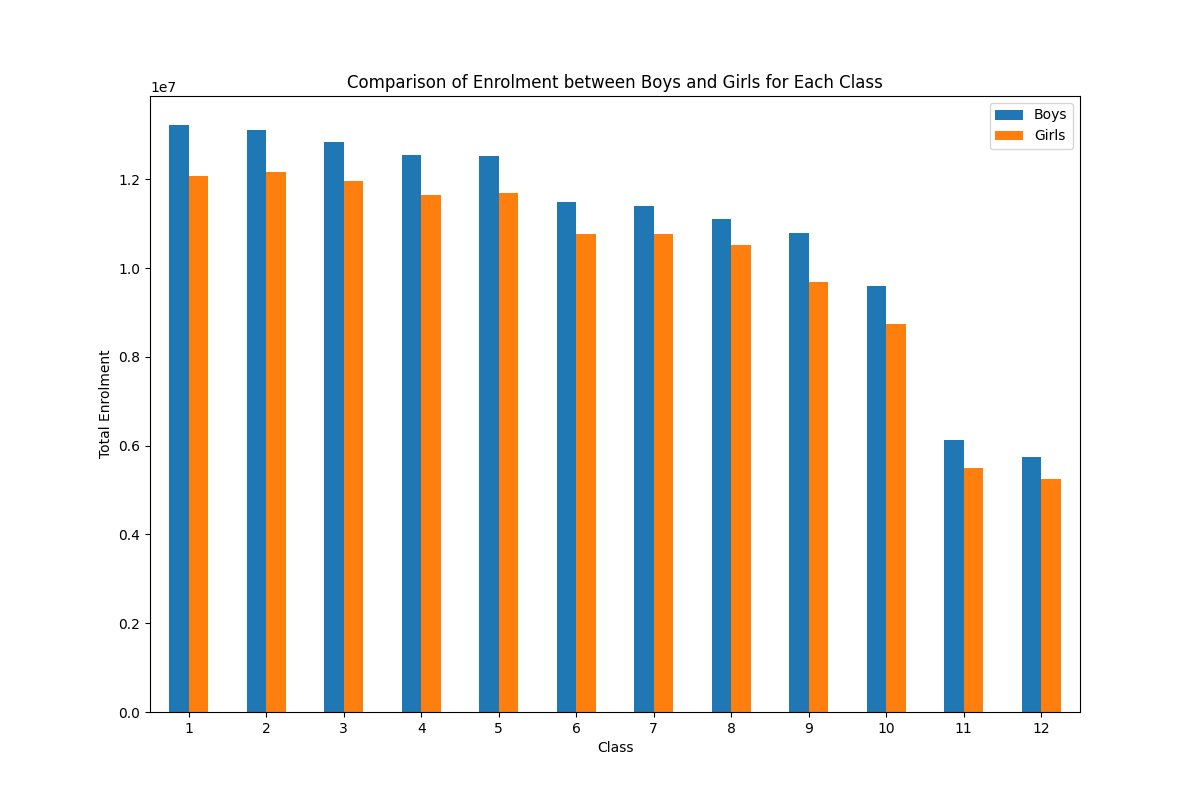 Comparison of Enrolment between Boys and Girls for Each Class
1e7
Boys
Girls
1.2
1.0
0.8
0.6
0.4
0.2
0.0
Total Enrolment
1 2 3 4 5 6 7 8 9 10 11 12
Class